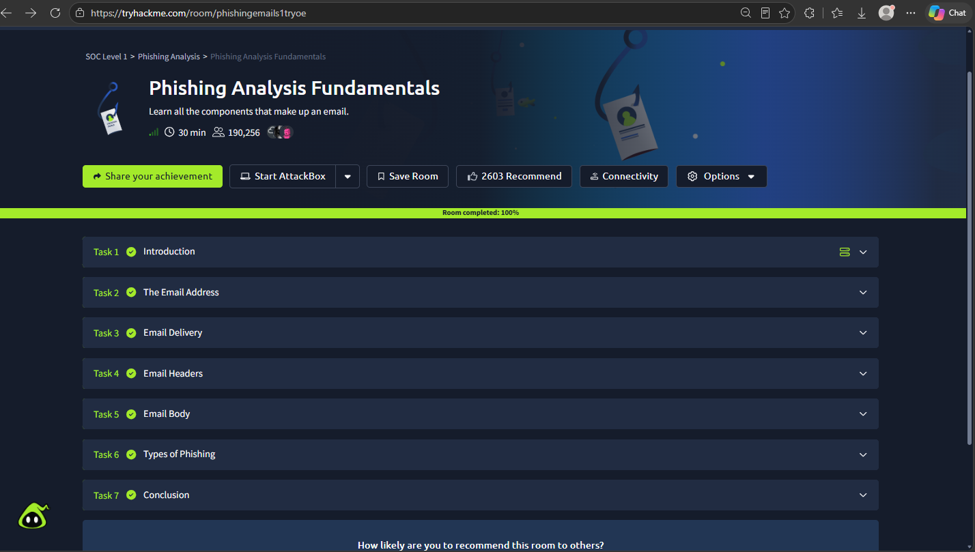 https://tryhackme.com/room/phishingemails1tryoe
Chat
SOC Level 1 > Phishing Analysis > Phishing Analysis Fundamentals
Phishing Analysis Fundamentals
Learn all the components that make up an email.
30 min 190,256
Share your achievement Start AttackBox Save Room 2603 Recommend Connectivity Options
Room completed: 100%
Task 1 Introduction
Task 2 The Email Address
Task 3 Email Delivery
Task 4 Email Headers
Task 5 Email Body
Task 6 Types of Phishing
Task 7 Conclusion
How likely are you to recommend this room to others?